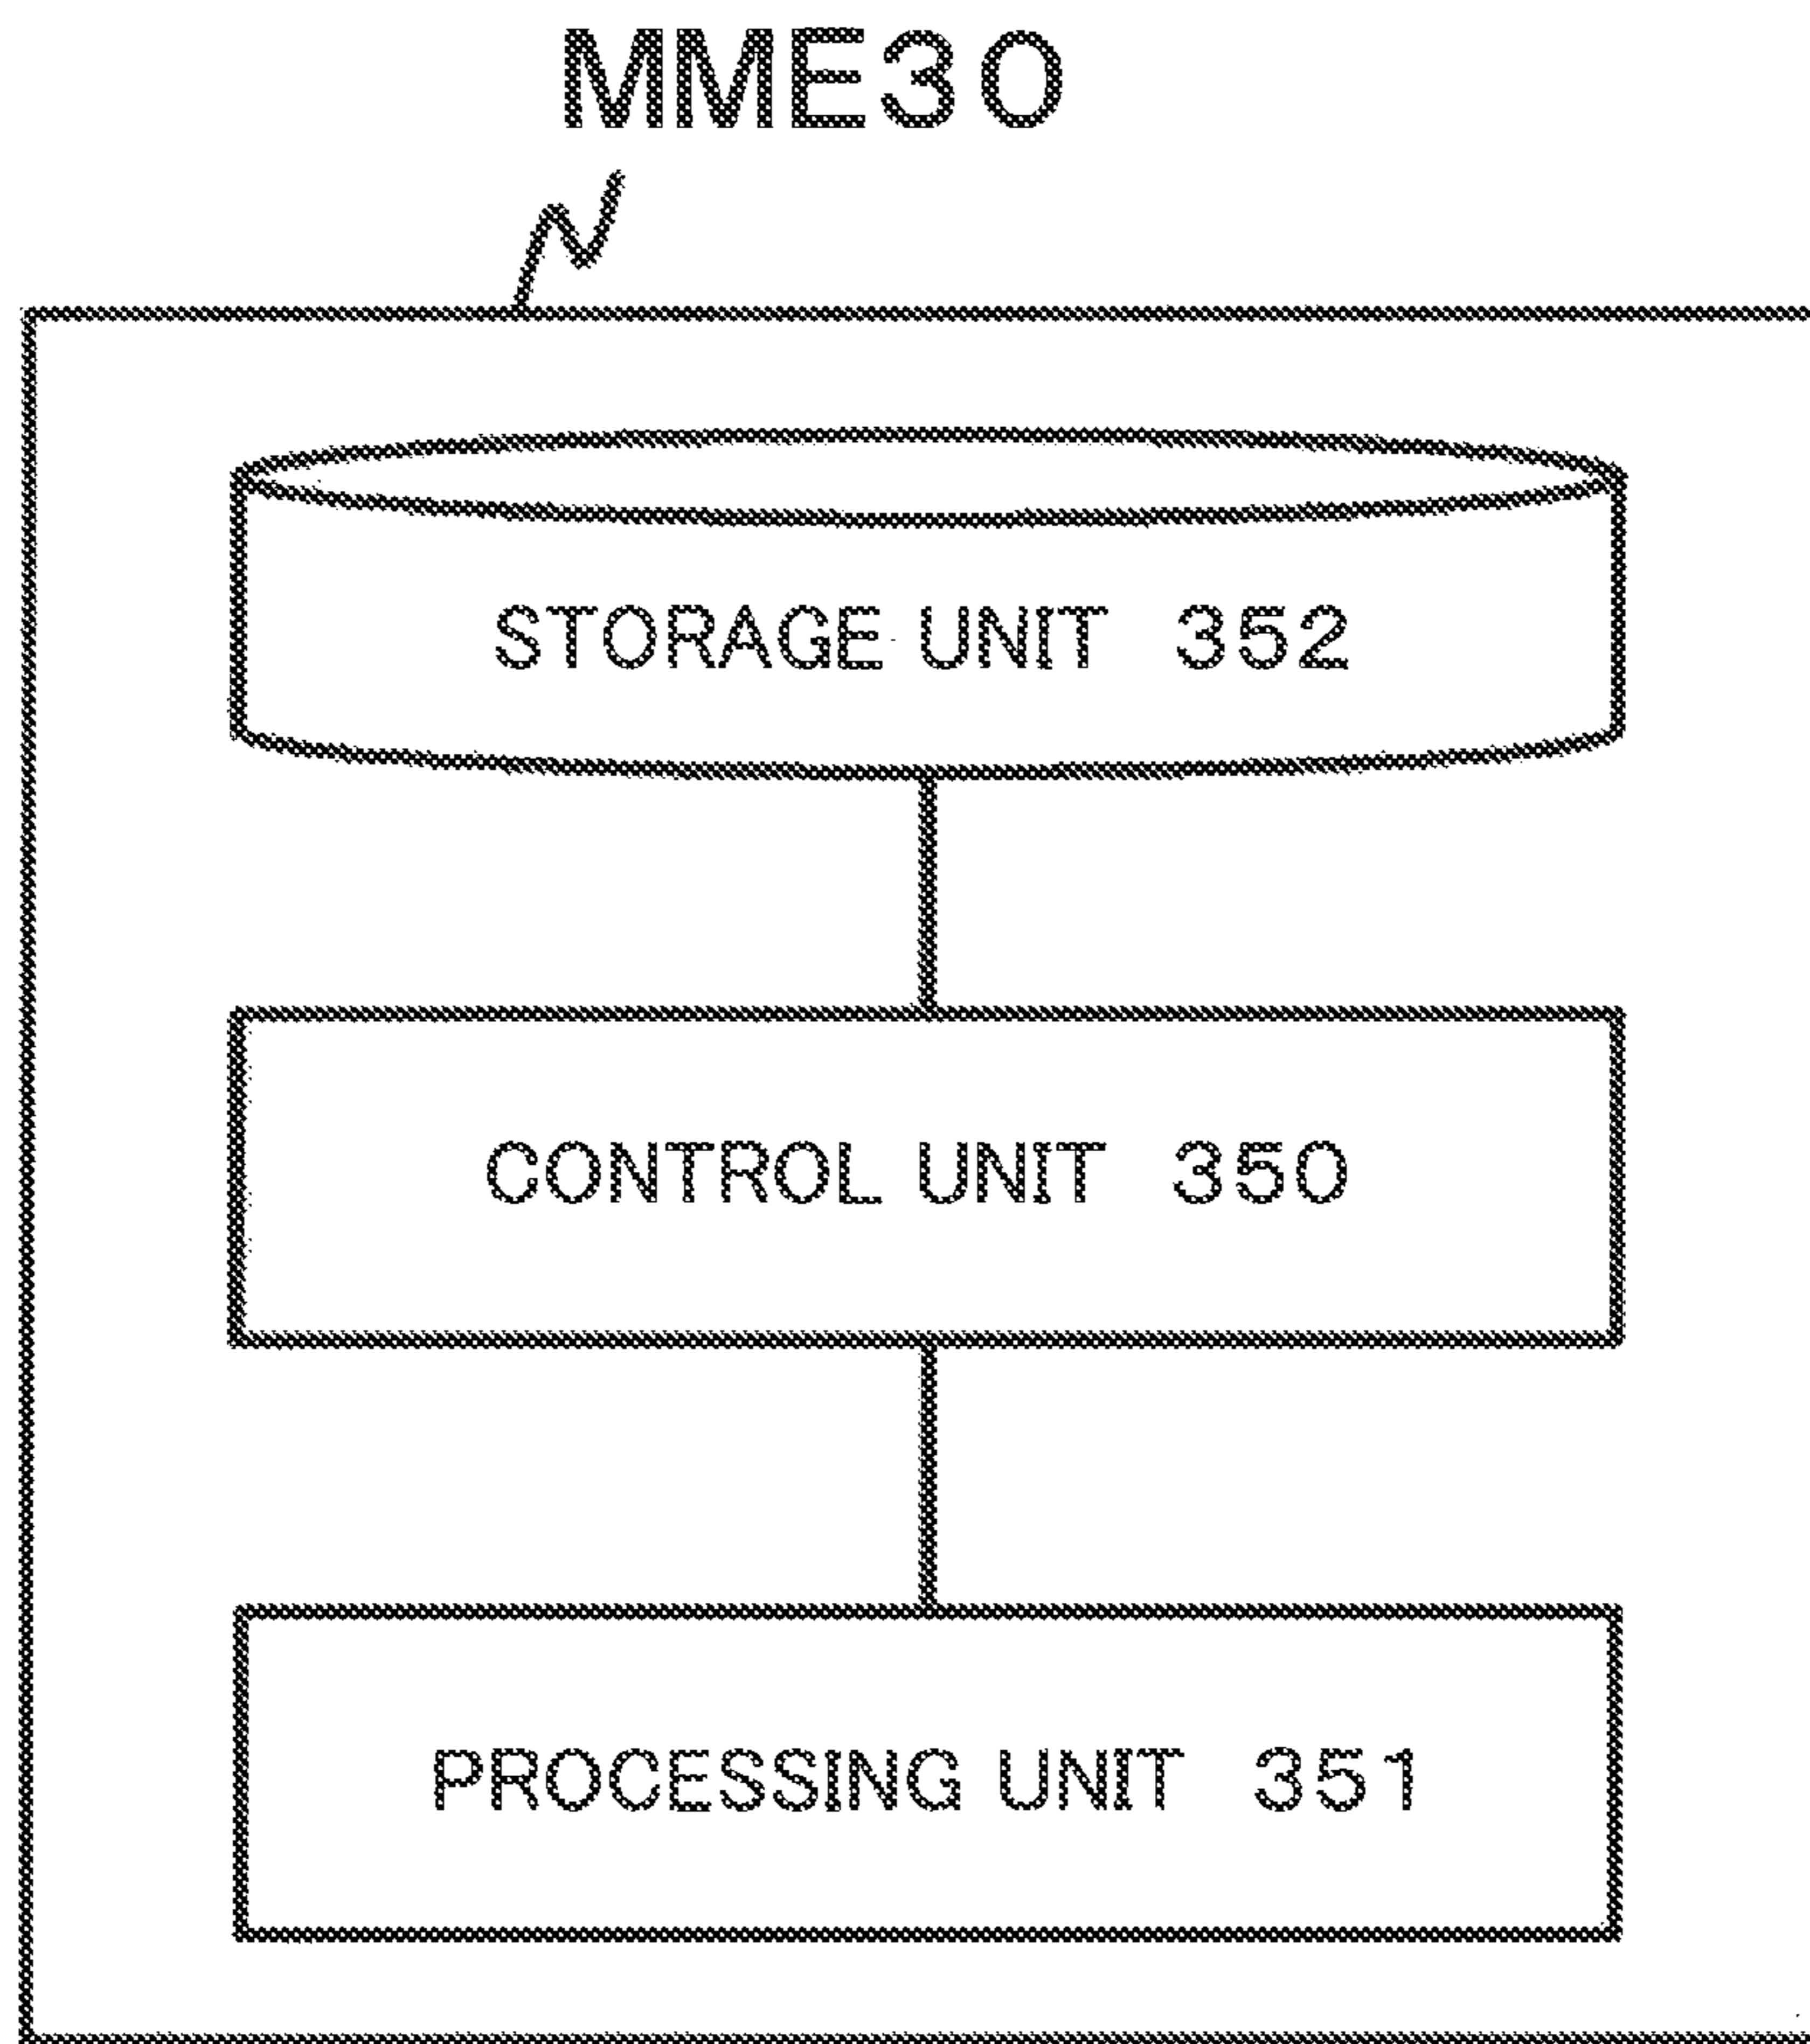 MME30
STORAGE UNIT 352
CONTROL UNIT 350
PROCESSING UNIT 351